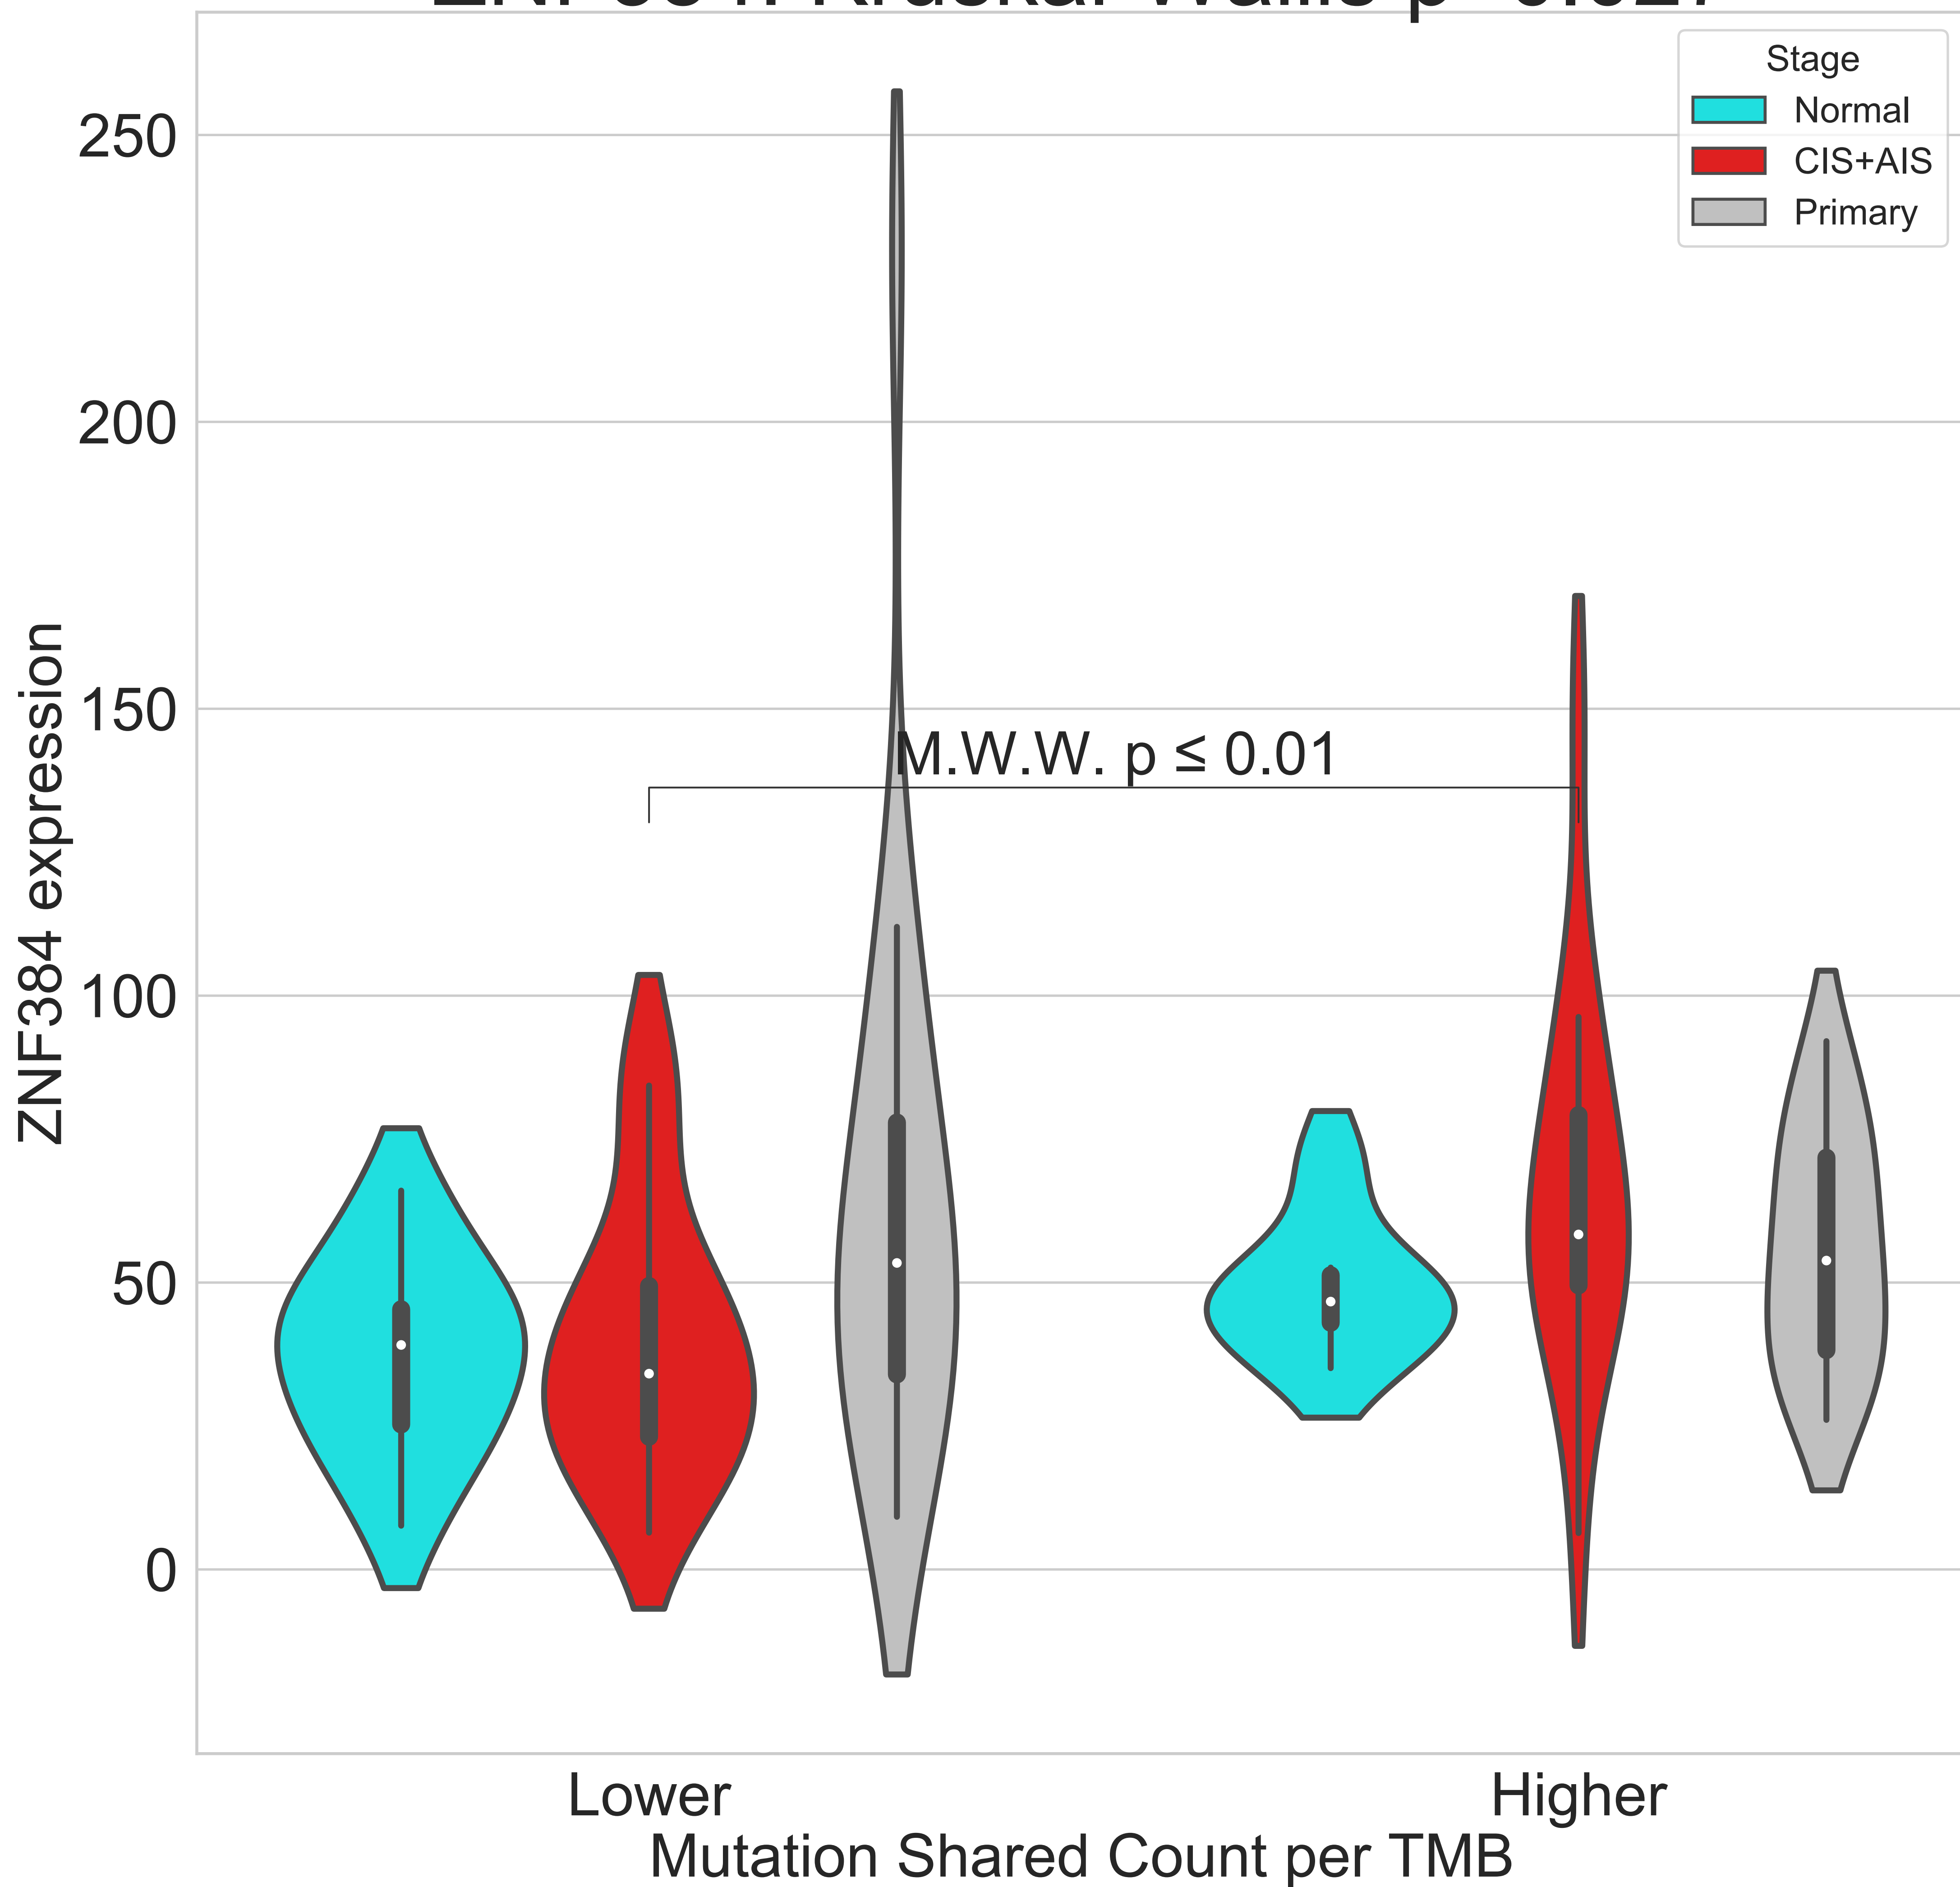 250
200
150
100
50
0
ZNF384 expression
Stage
Normal
CIS+AIS
Primary
M.W.W. p ≤ 0.01
Lower
Higher
Mutation Shared Count per TMB